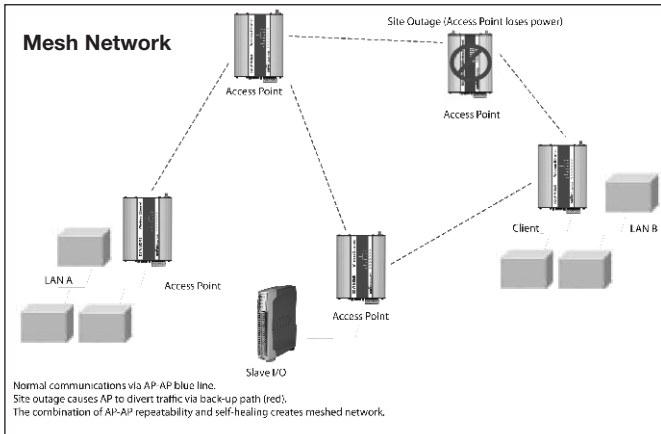 Mesh Network
Site Outage (Access Point loses power)
Access Point
Access Point
Client
LAN B
LAN A
Access Point
Access Point
Slave I/O
Normal communications via AP-AP blue line.
Site outage causes AP to divert traffic via back-up path (red).
The combination of AP-AP repeatability and self-healing creates meshed network.